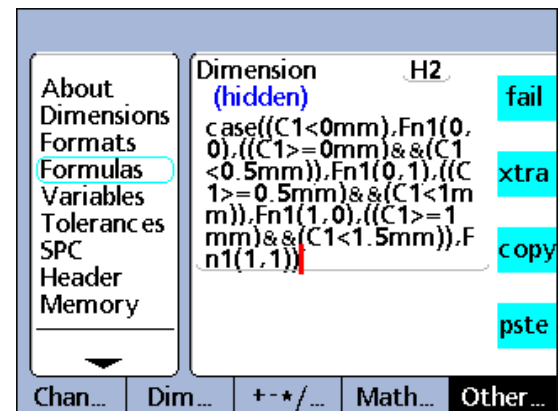 About
Dimensions
Formats
Formulas
Variables
Tolerances
SPC
Header
Memory
Dimension H2
(hidden)
case((C1<0mm),Fn1(0,
0),((C1>=0mm)&&(C1
<0.5mm)),Fn1(0,1),((C
1>=0.5mm)&&(C1<1m
m)),Fn1(1,0),((C1>=1
mm)&&(C1<1.5mm)),F
n1(1,1))
fail
xtra
copy
pste
Chan... Dim... +-*/... Math... Other...